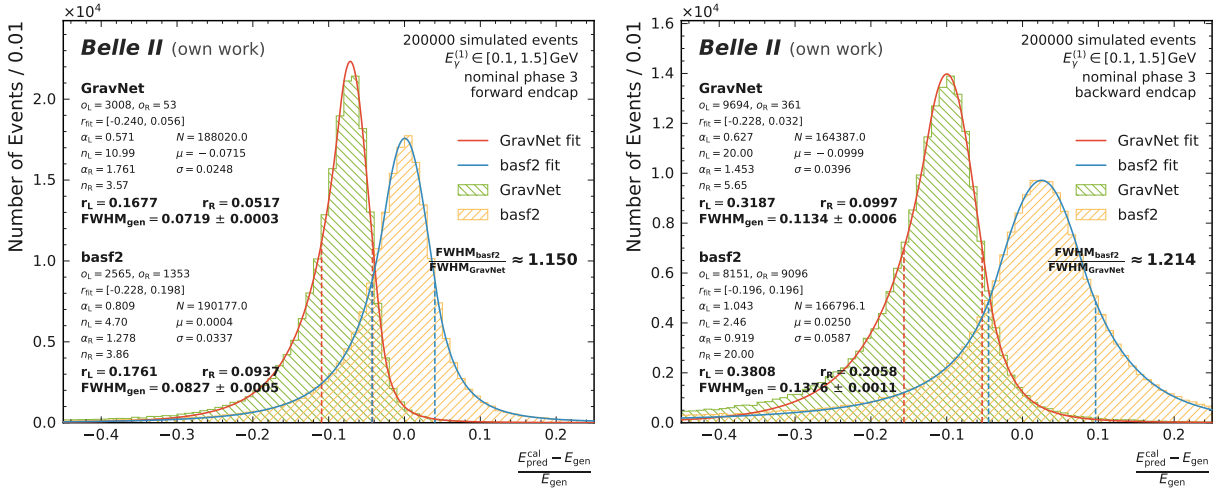 ×10⁴
Number of Events / 0.01
Belle II (own work)
200000 simulated events
E_γ^(1) ∈ [0.1, 1.5] GeV
nominal phase 3
forward endcap
GravNet
o_L = 3008, o_R = 53
r_fit = [-0.240, 0.056]
α_L = 0.571 N = 188020.0
n_L = 10.99 μ = −0.0715
α_R = 1.761 σ = 0.0248
n_R = 3.57
r_L = 0.1677 r_R = 0.0517
FWHM_gen = 0.0719 ± 0.0003
GravNet fit
basf2 fit
GravNet
basf2
basf2
o_L = 2565, o_R = 1353
r_fit = [-0.228, 0.198]
α_L = 0.809 N = 190177.0
n_L = 4.70 μ = 0.0004
α_R = 1.278 σ = 0.0337
n_R = 3.86
r_L = 0.1761 r_R = 0.0937
FWHM_gen = 0.0827 ± 0.0005
FWHM_basf2 / FWHM_GravNet ≈ 1.150
2.0
1.5
1.0
0.5
0.0
−0.4 −0.3 −0.2 −0.1 0.0 0.1 0.2
(E_pred^cal − E_gen) / E_gen
×10⁴
Number of Events / 0.01
Belle II (own work)
200000 simulated events
E_γ^(1) ∈ [0.1, 1.5] GeV
nominal phase 3
backward endcap
GravNet
o_L = 9694, o_R = 361
r_fit = [-0.228, 0.032]
α_L = 0.627 N = 164387.0
n_L = 20.00 μ = −0.0999
α_R = 1.453 σ = 0.0396
n_R = 5.65
r_L = 0.3187 r_R = 0.0997
FWHM_gen = 0.1134 ± 0.0006
GravNet fit
basf2 fit
GravNet
basf2
basf2
o_L = 8151, o_R = 9096
r_fit = [-0.196, 0.196]
α_L = 1.043 N = 166796.1
n_L = 2.46 μ = 0.0250
α_R = 0.919 σ = 0.0587
n_R = 20.00
r_L = 0.3808 r_R = 0.2058
FWHM_gen = 0.1376 ± 0.0011
FWHM_basf2 / FWHM_GravNet ≈ 1.214
1.6
1.4
1.2
1.0
0.8
0.6
0.4
0.2
0.0
−0.4 −0.3 −0.2 −0.1 0.0 0.1 0.2
(E_pred^cal − E_gen) / E_gen